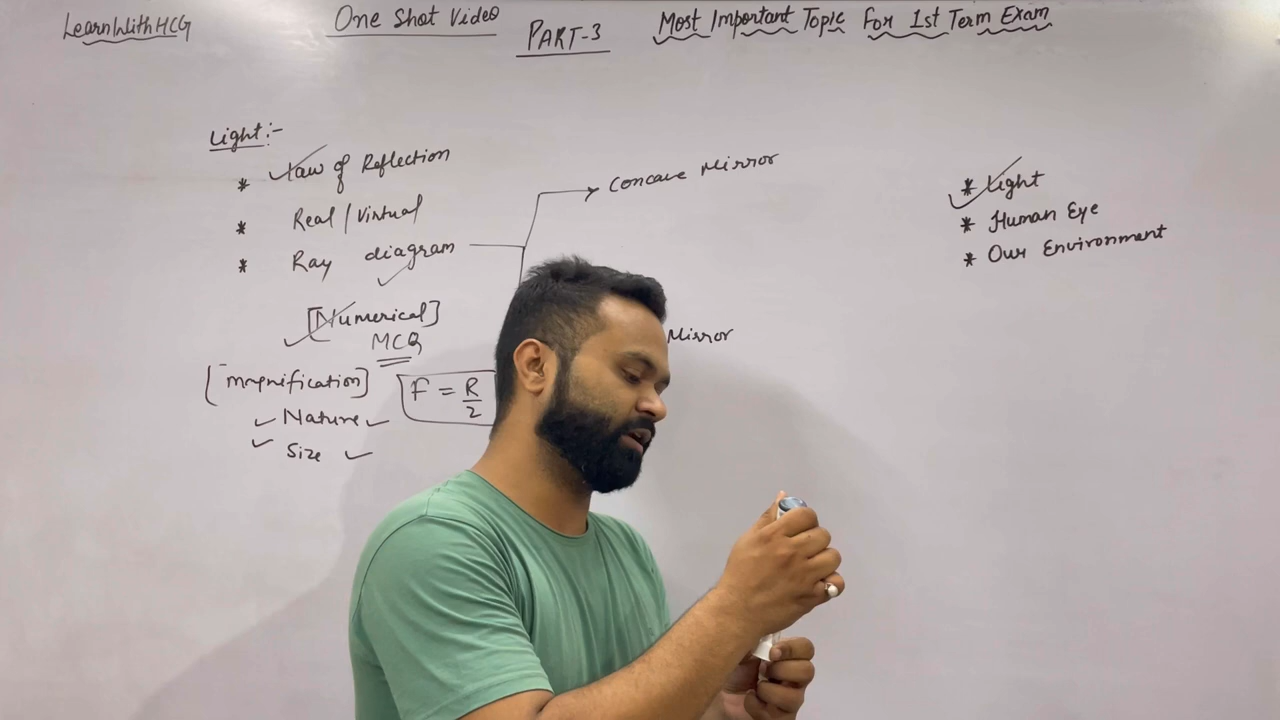 LearnWithHCG
One Shot Video
PART-3
Most Important Topic For 1st Term Exam
Light:-
* Law of Reflection
* Real/Virtual
* Ray diagram
Concave Mirror
Mirror
[Numerical]
MCQ
[Magnification]
F = R/2
Nature
Size
* Light
* Human Eye
* Our Environment